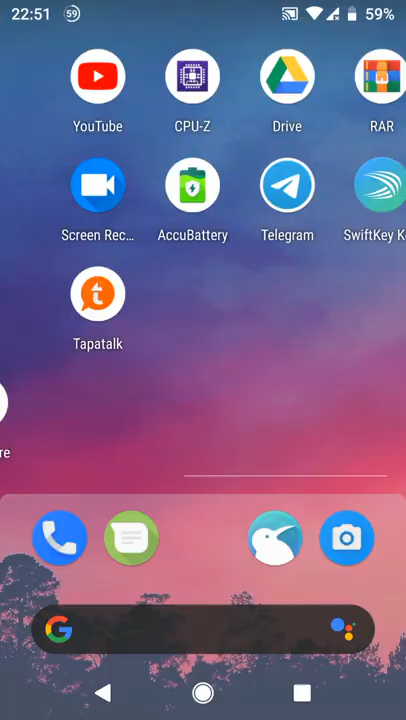 22:51 59 59%
YouTube CPU-Z Drive RAR
Screen Rec... AccuBattery Telegram SwiftKey K
Tapatalk
re